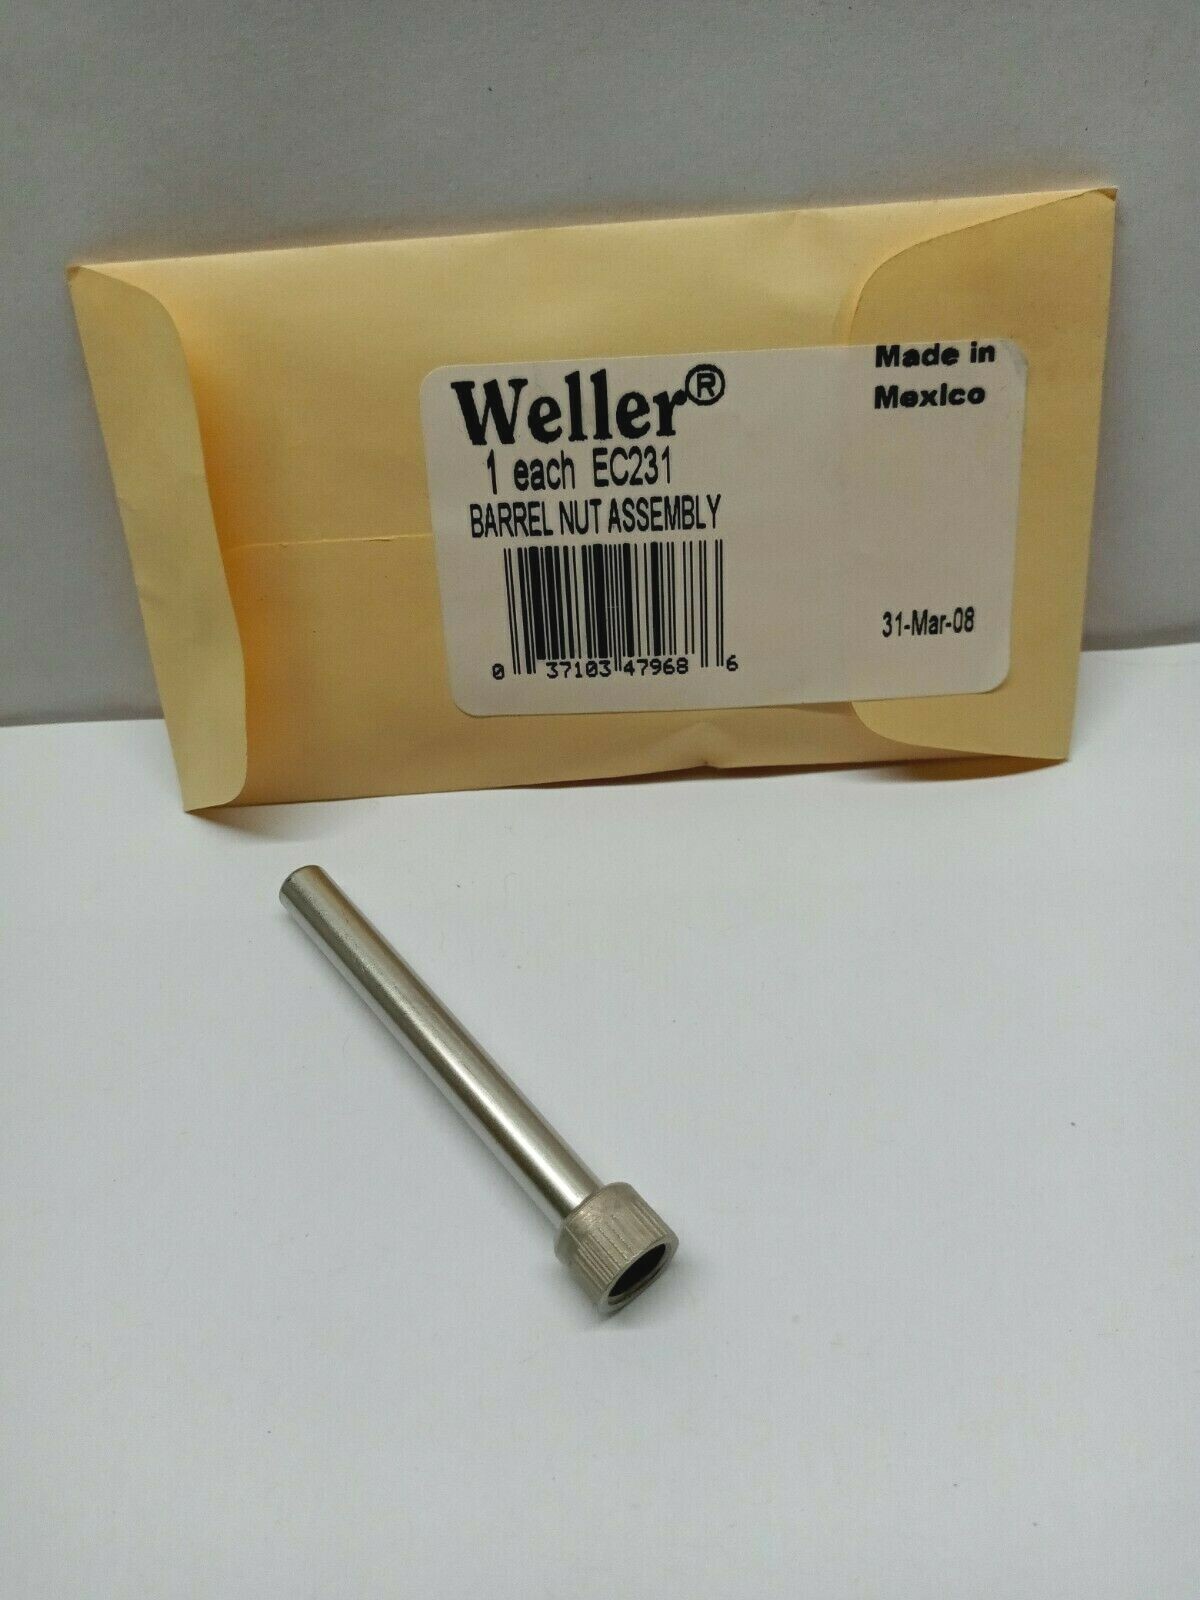 Made in
Mexico
Weller®
1 each EC231
BARREL NUT ASSEMBLY
0 37103 47968 6
31-Mar-08